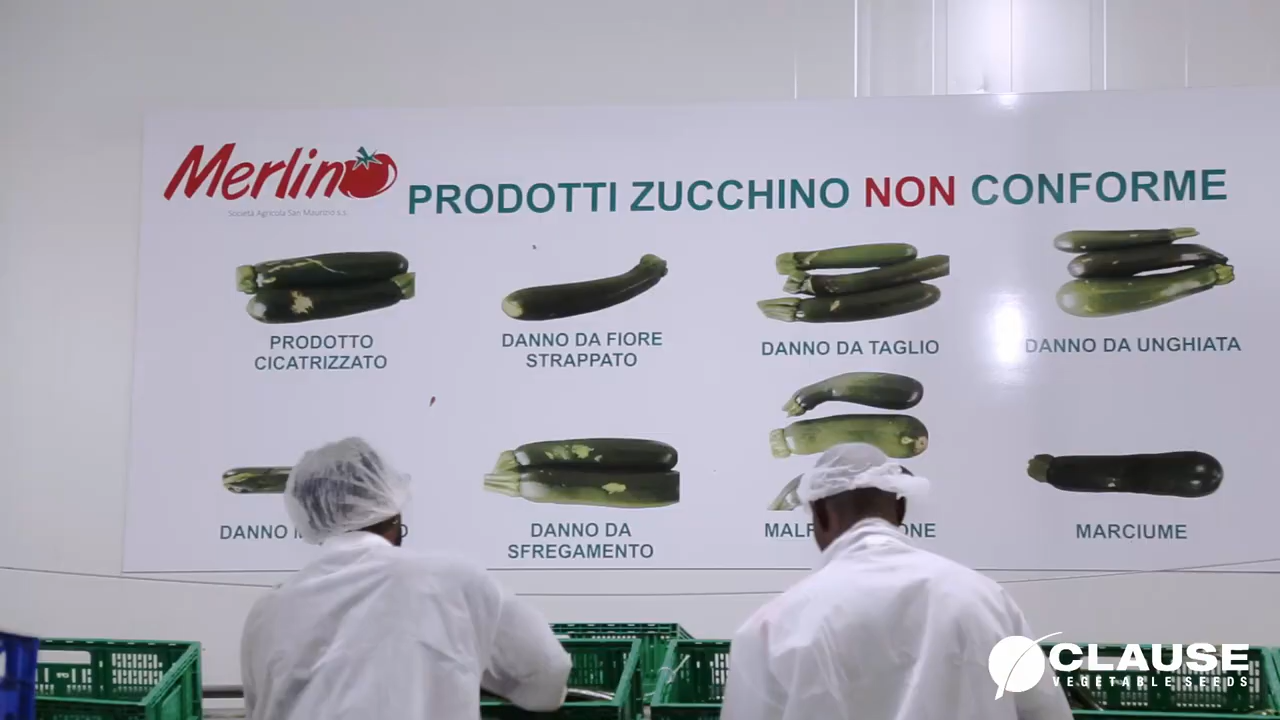 Merlino
Società Agricola San Maurizio s.s.
PRODOTTI ZUCCHINO NON CONFORME
PRODOTTO
CICATRIZZATO
DANNO DA FIORE
STRAPPATO
DANNO DA TAGLIO
DANNO DA UNGHIATA
DANNO
DANNO DA
SFREGAMENTO
MARCIUME
CLAUSE
VEGETABLE SEEDS